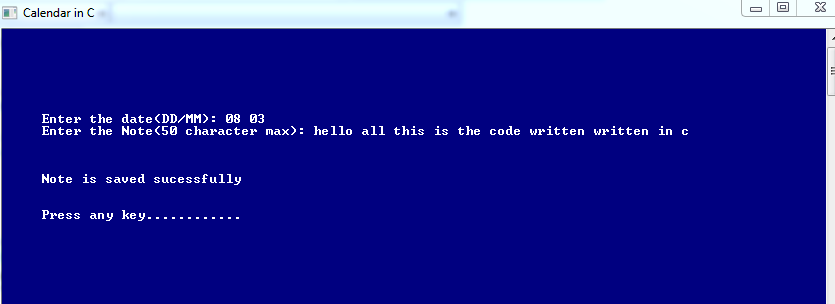 Calendar in C
Enter the date(DD/MM): 08 03
Enter the Note(50 character max): hello all this is the code written written in c
Note is saved sucessfully
Press any key............